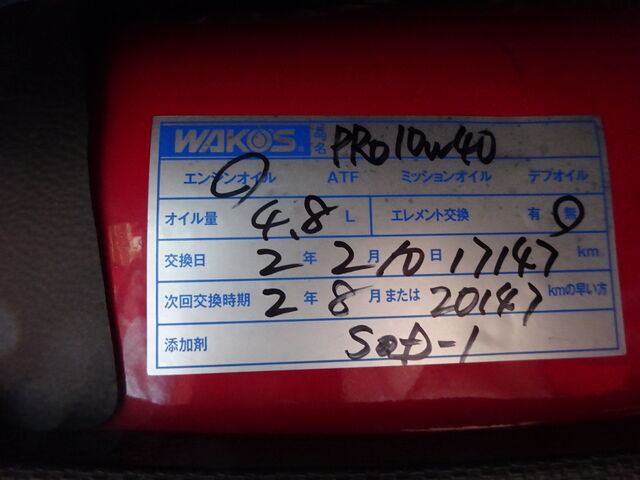 WAKO'S 品名 PRO10W40
エンジンオイル ATF ミッションオイル デフオイル
オイル量 4.8 L エレメント交換 有 無
交換日 2年 2月 10日 17147 km
次回交換時期 2年 8月または 20147 kmの早い方
添加剤 S-1